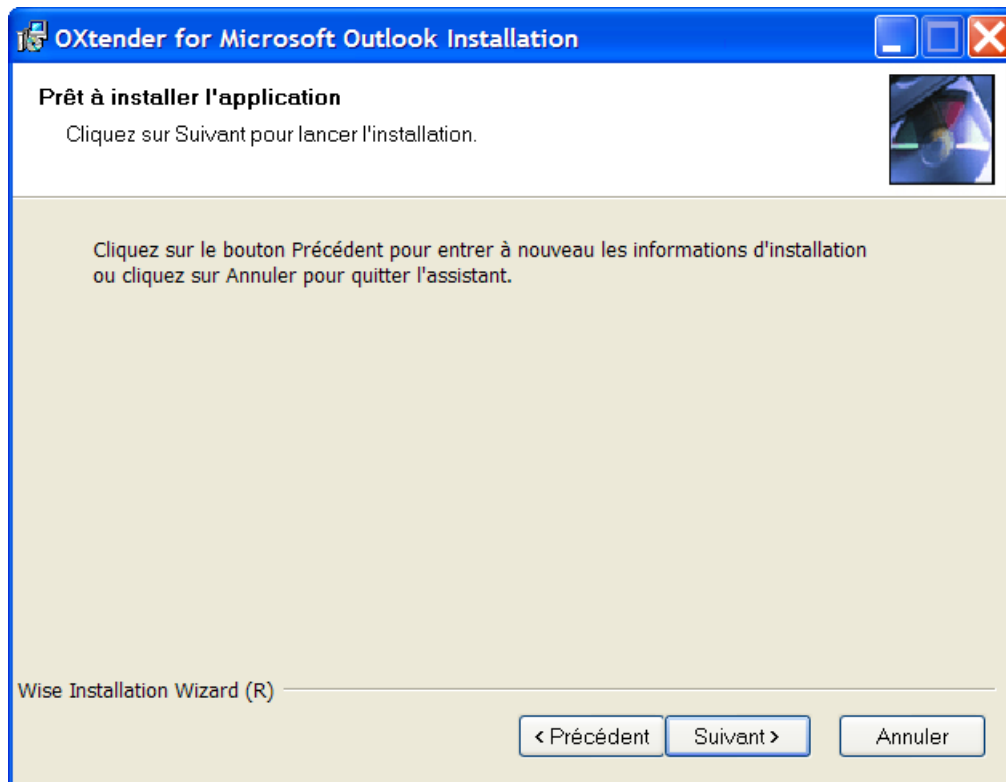 OXtender for Microsoft Outlook Installation
Prêt à installer l'application
Cliquez sur Suivant pour lancer l'installation.
Cliquez sur le bouton Précédent pour entrer à nouveau les informations d'installation
ou cliquez sur Annuler pour quitter l'assistant.
Wise Installation Wizard (R)
< Précédent Suivant > Annuler